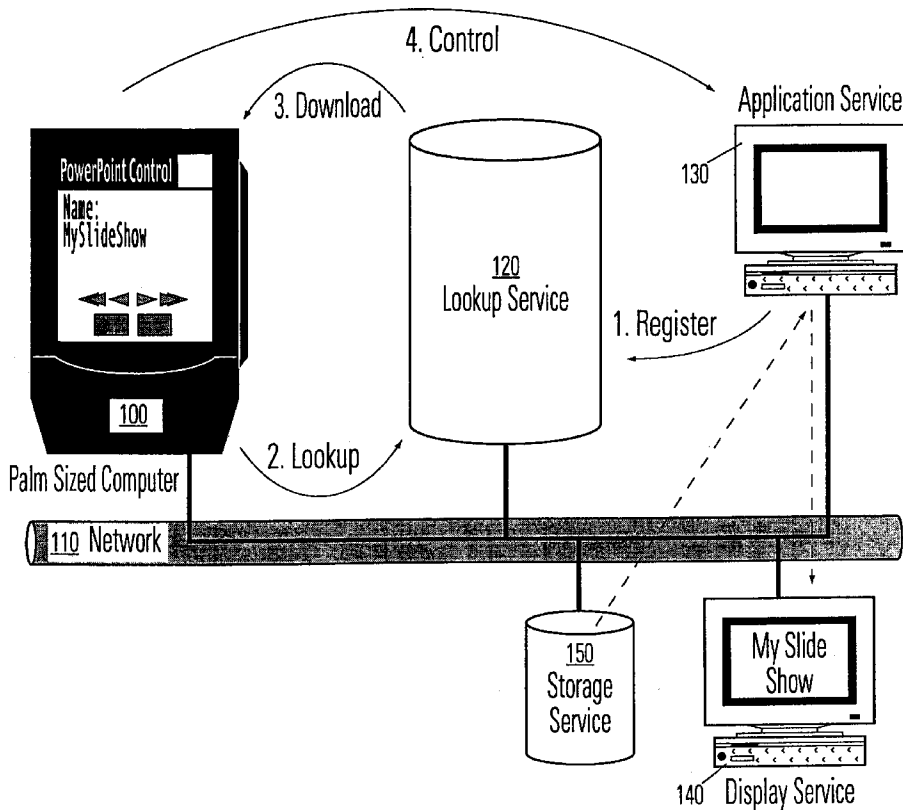 4. Control
3. Download
Application Service
130
PowerPoint Control
Name:
MySlideShow
120
Lookup Service
1. Register
100
2. Lookup
Palm Sized Computer
110 Network
150
Storage
Service
My Slide
Show
140
Display Service